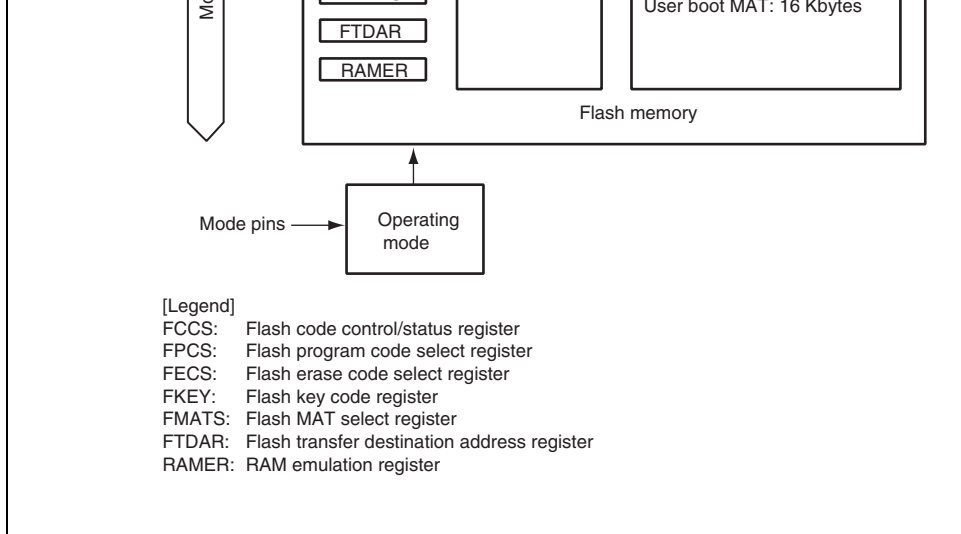 User boot MAT: 16 Kbytes
FTDAR
RAMER
Flash memory
Mode pins
Operating
mode
[Legend]
FCCS: Flash code control/status register
FPCS: Flash program code select register
FECS: Flash erase code select register
FKEY: Flash key code register
FMATS: Flash MAT select register
FTDAR: Flash transfer destination address register
RAMER: RAM emulation register